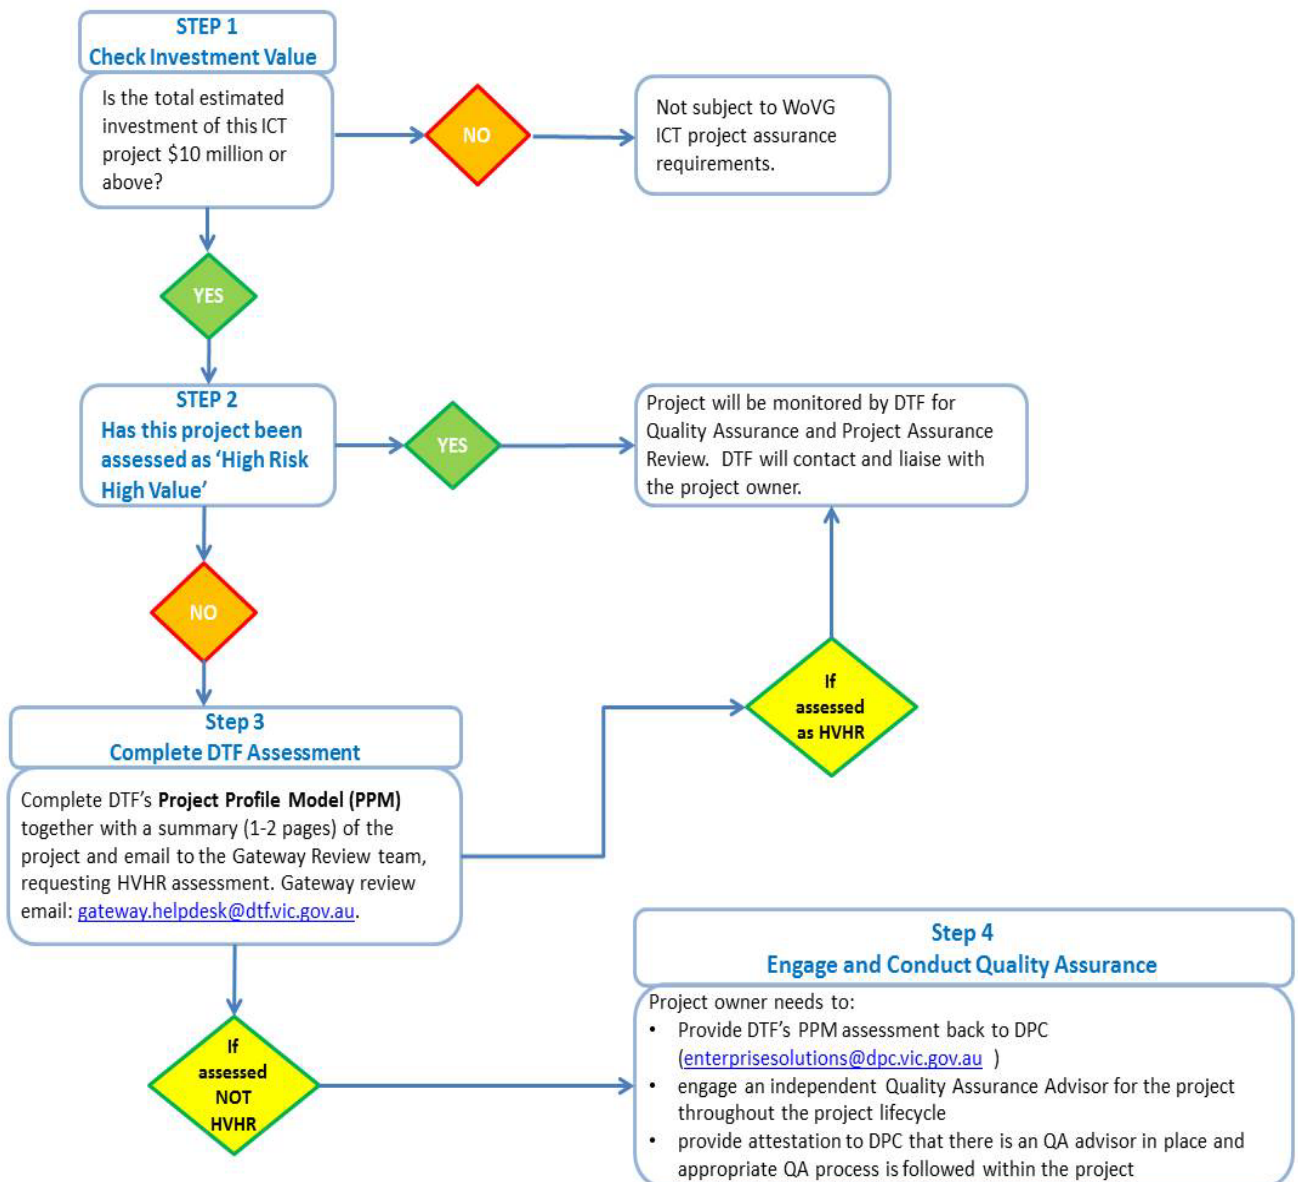 STEP 1
Check Investment Value
Is the total estimated
investment of this ICT
project $10 million or
above?
NO
Not subject to WoVG
ICT project assurance
requirements.
YES
STEP 2
Has this project been
assessed as ‘High Risk
High Value’
YES
Project will be monitored by DTF for
Quality Assurance and Project Assurance
Review.  DTF will contact and liaise with
the project owner.
NO
If
assessed
as HVHR
Step 3
Complete DTF Assessment
Complete DTF’s Project Profile Model (PPM)
together with a summary (1-2 pages) of the
project and email to the Gateway Review team,
requesting HVHR assessment. Gateway review
email: gateway.helpdesk@dtf.vic.gov.au.
If
assessed
NOT
HVHR
Step 4
Engage and Conduct Quality Assurance
Project owner needs to:
• Provide DTF’s PPM assessment back to DPC
(enterprisesolutions@dpc.vic.gov.au )
• engage an independent Quality Assurance Advisor for the project
throughout the project lifecycle
• provide attestation to DPC that there is an QA advisor in place and
appropriate QA process is followed within the project